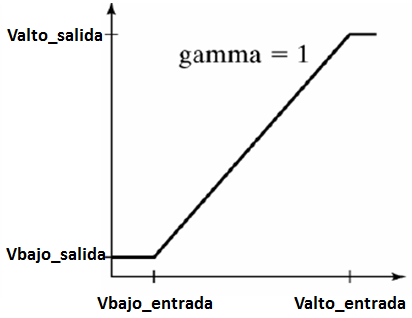 Valto_salida
gamma = 1
Vbajo_salida
Vbajo_entrada
Valto_entrada